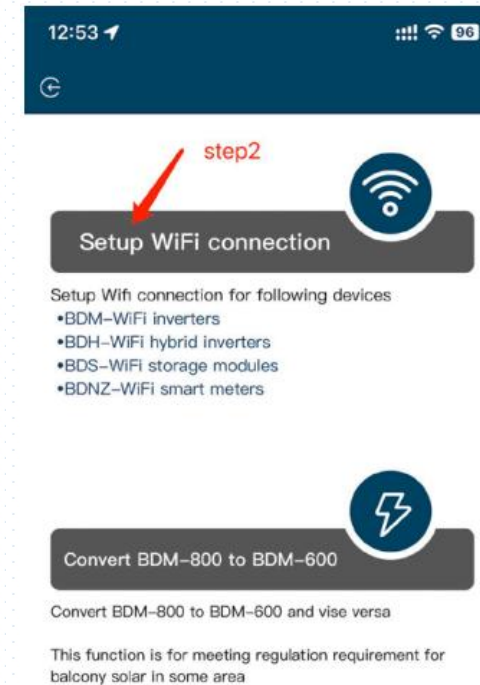 12:53
96
step2
Setup WiFi connection
Setup Wifi connection for following devices
•BDM-WiFi inverters
•BDH-WiFi hybrid inverters
•BDS-WiFi storage modules
•BDNZ-WiFi smart meters
Convert BDM-800 to BDM-600
Convert BDM-800 to BDM-600 and vise versa
This function is for meeting regulation requirement for
balcony solar in some area